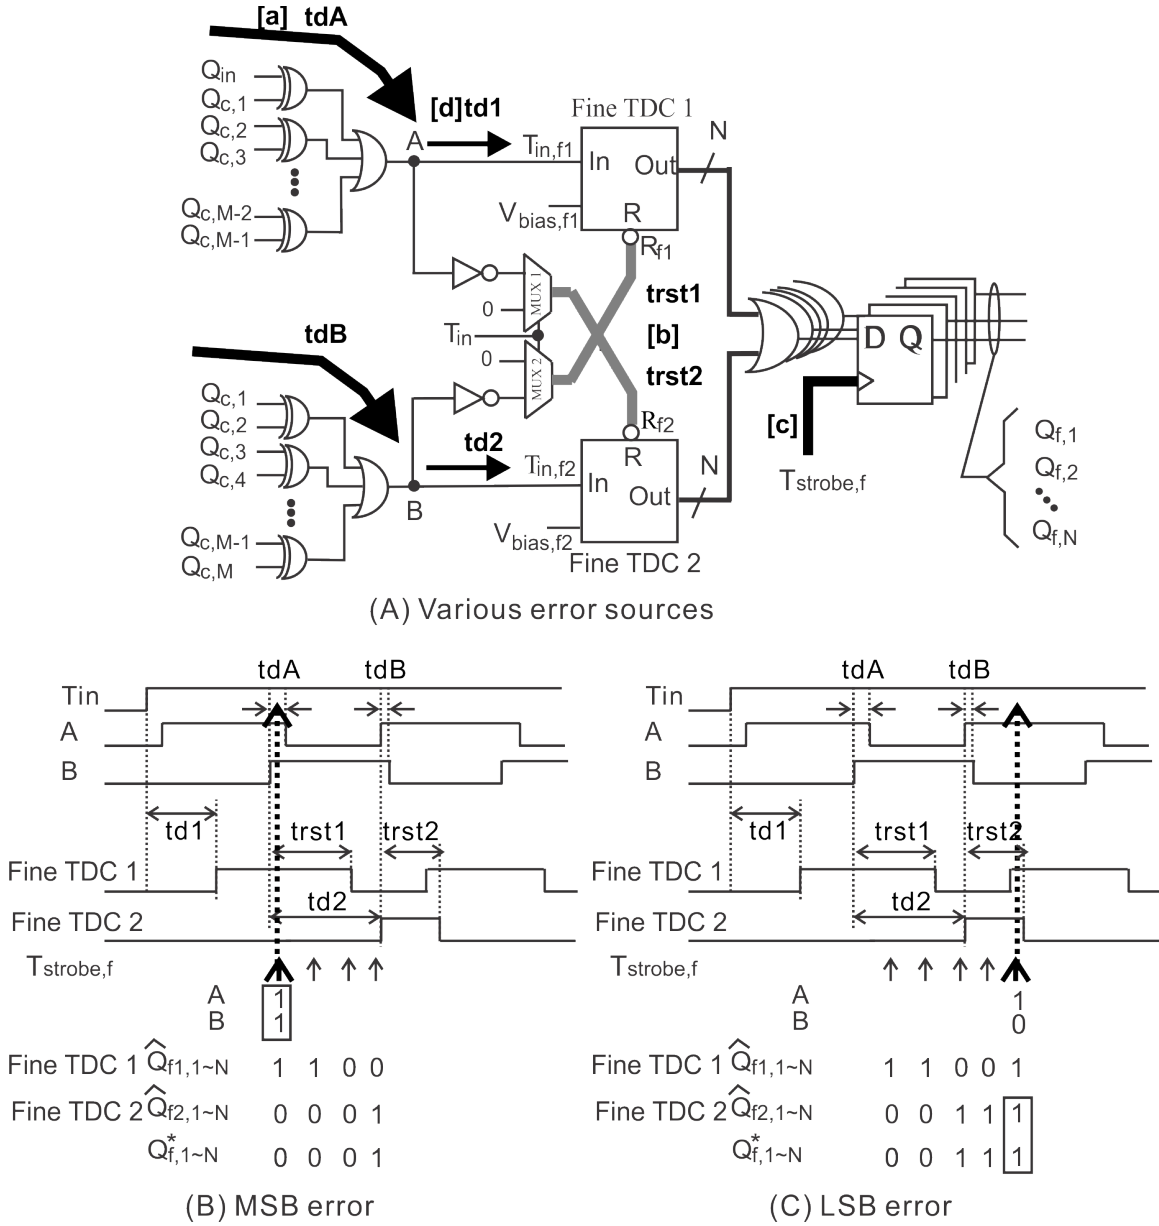 [a] tdA
Qin
Qc,1
Qc,2
Qc,3
Qc,M-2
Qc,M-1
A
[d]td1
Tin,f1
Fine TDC 1
In
Out
N
Vbias,f1
R
Rf1
MUX 1
0
Tin
0
MUX 2
trst1
[b]
trst2
tdB
Qc,1
Qc,2
Qc,3
Qc,4
Qc,M-1
Qc,M
B
td2
Tin,f2
Rf2
R
In
Out
N
Vbias,f2
Fine TDC 2
D Q
[c]
Tstrobe,f
Qf,1
Qf,2
Qf,N
(A) Various error sources
tdA tdB
Tin
A
B
td1
trst1 trst2
Fine TDC 1
td2
Fine TDC 2
Tstrobe,f
A 1
B 1
Fine TDC 1 Q̂f1,1~N 1 1 0 0
Fine TDC 2 Q̂f2,1~N 0 0 0 1
Q*f,1~N 0 0 0 1
(B) MSB error
tdA tdB
Tin
A
B
td1
trst1 trst2
Fine TDC 1
td2
Fine TDC 2
Tstrobe,f
A 1
B 0
Fine TDC 1 Q̂f1,1~N 1 1 0 0 1
Fine TDC 2 Q̂f2,1~N 0 0 1 1 1
Q*f,1~N 0 0 1 1 1
(C) LSB error